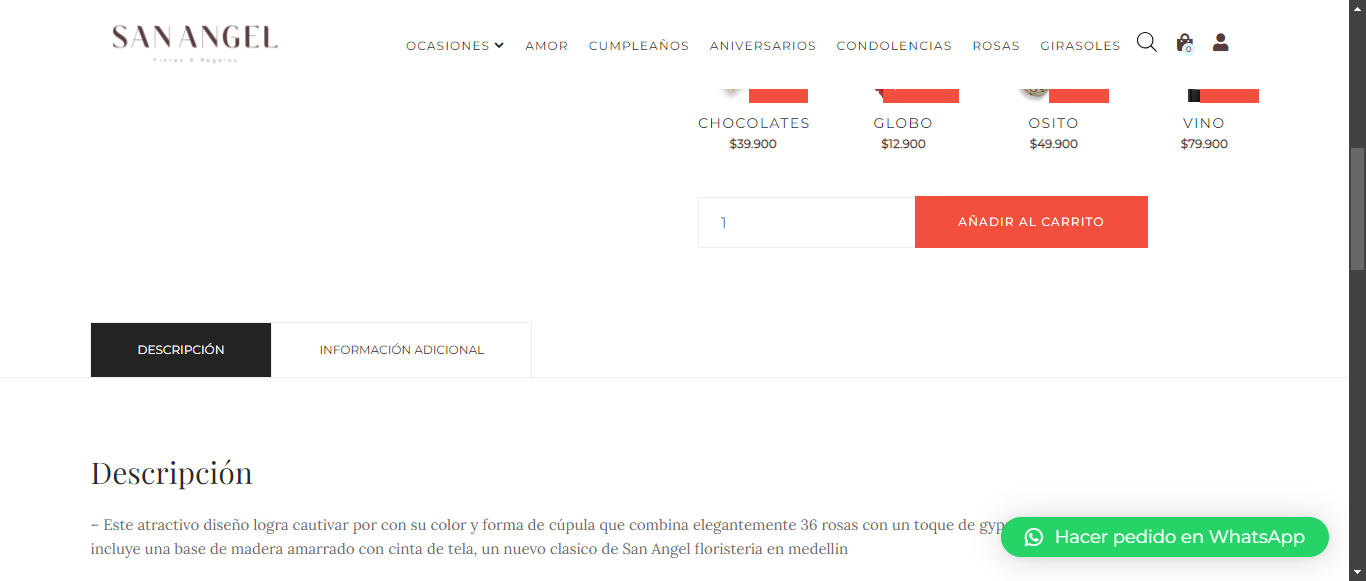 SAN ANGEL
Flores & Regalos
OCASIONES AMOR CUMPLEAÑOS ANIVERSARIOS CONDOLENCIAS ROSAS GIRASOLES
0
CHOCOLATES GLOBO OSITO VINO
$39.900 $12.900 $49.900 $79.900
1 AÑADIR AL CARRITO
DESCRIPCIÓN INFORMACIÓN ADICIONAL
Descripción
– Este atractivo diseño logra cautivar por con su color y forma de cúpula que combina elegantemente 36 rosas con un toque de
incluye una base de madera amarrado con cinta de tela, un nuevo clasico de San Angel floristeria en medellin
Hacer pedido en WhatsApp